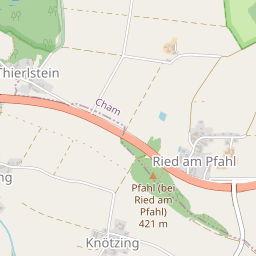 Thierlstein
Cham
Ried am Pfahl
Pfahl (bei
Ried am
Pfahl)
421 m
Knötzing